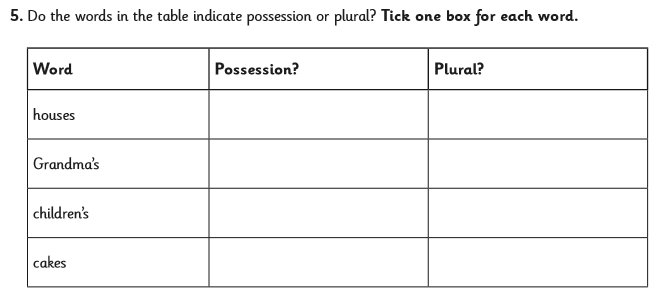 5. Do the words in the table indicate possession or plural? Tick one box for each word.
Word Possession? Plural?
houses
Grandma's
children's
cakes